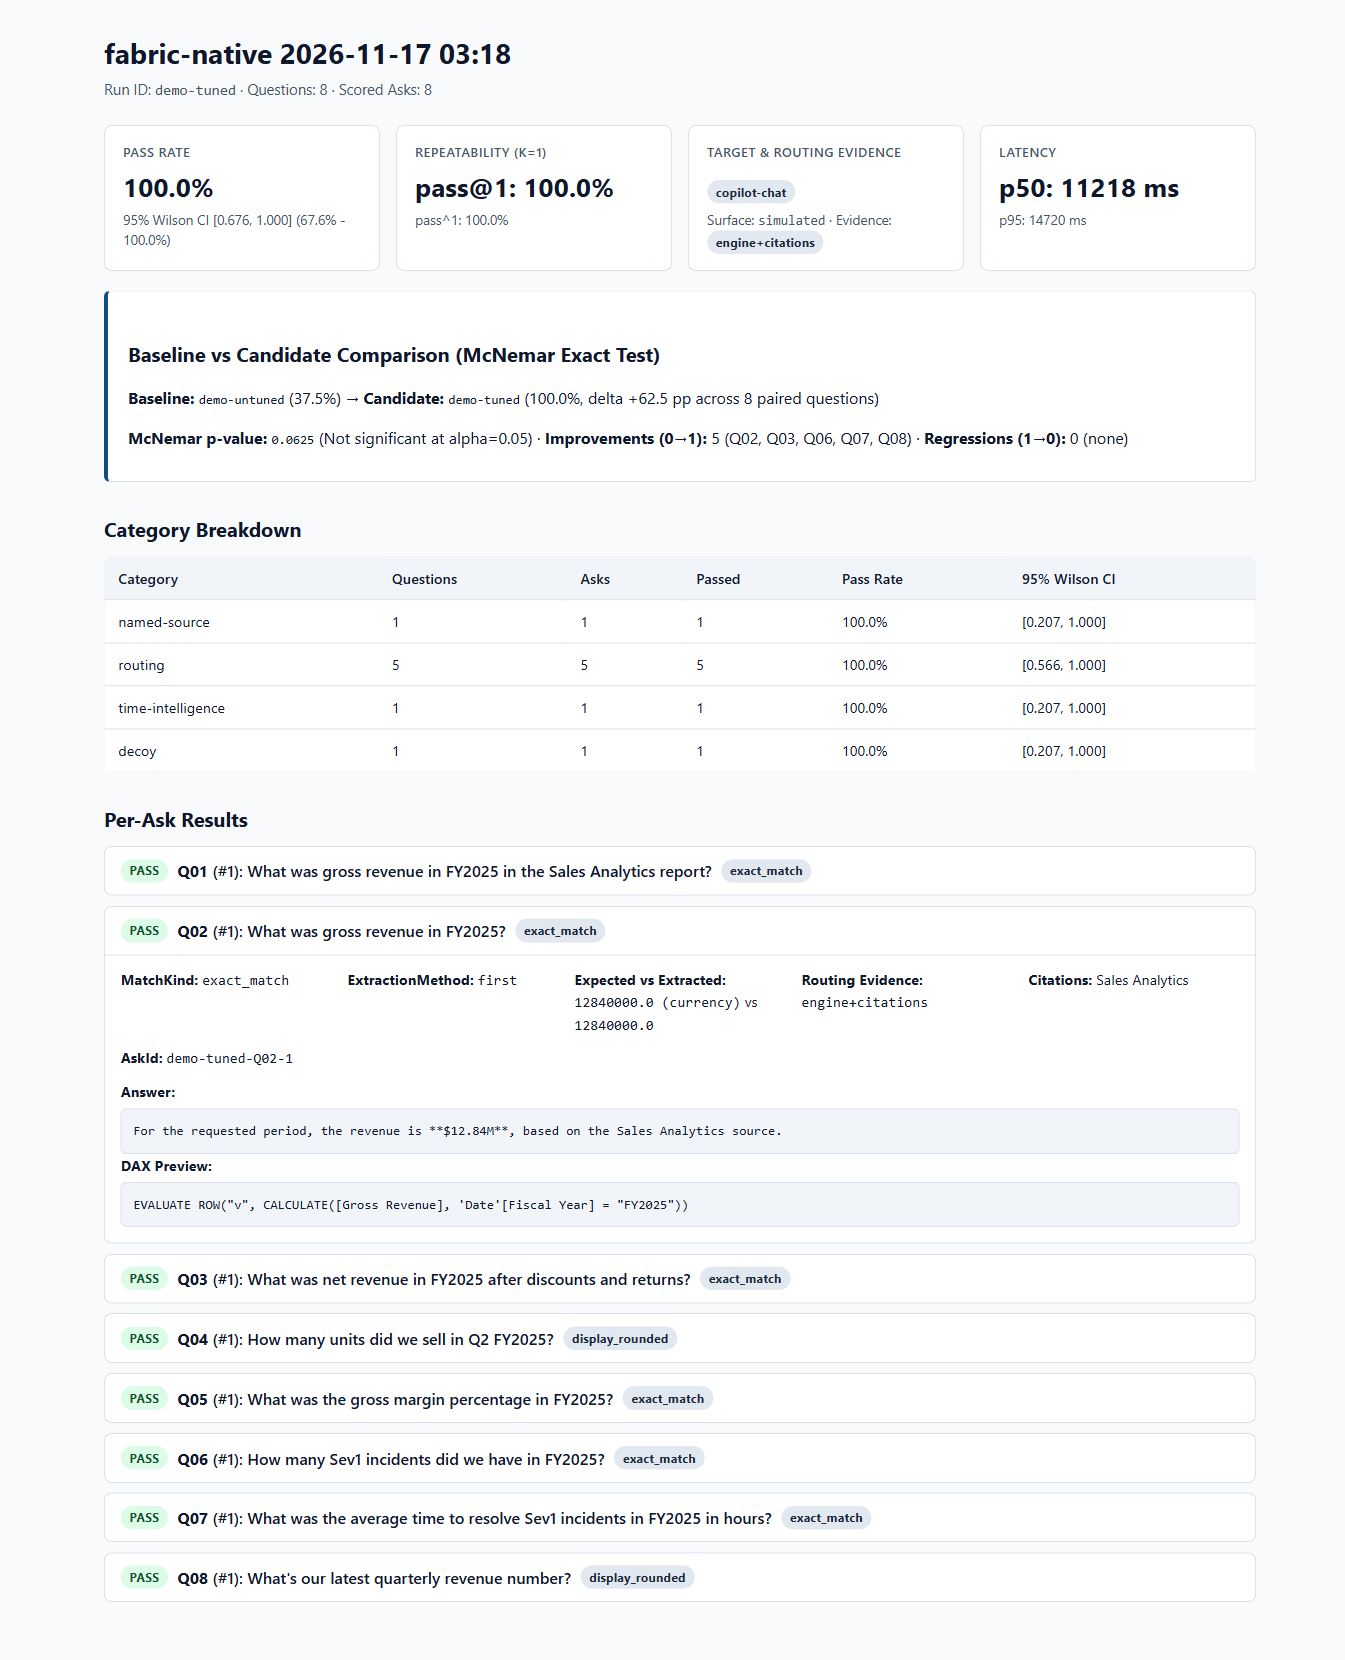 fabric-native 2026-11-17 03:18
Run ID: demo-tuned · Questions: 8 · Scored Asks: 8
PASS RATE
100.0%
95% Wilson CI [0.676, 1.000] (67.6% -
100.0%)
REPEATABILITY (K=1)
pass@1: 100.0%
pass^1: 100.0%
TARGET & ROUTING EVIDENCE
copilot-chat
Surface: simulated · Evidence:
engine+citations
LATENCY
p50: 11218 ms
p95: 14720 ms
Baseline vs Candidate Comparison (McNemar Exact Test)
Baseline: demo-untuned (37.5%) → Candidate: demo-tuned (100.0%, delta +62.5 pp across 8 paired questions)
McNemar p-value: 0.0625 (Not significant at alpha=0.05) · Improvements (0→1): 5 (Q02, Q03, Q06, Q07, Q08) · Regressions (1→0): 0 (none)
Category Breakdown
Category Questions Asks Passed Pass Rate 95% Wilson CI
named-source 1 1 1 100.0% [0.207, 1.000]
routing 5 5 5 100.0% [0.566, 1.000]
time-intelligence 1 1 1 100.0% [0.207, 1.000]
decoy 1 1 1 100.0% [0.207, 1.000]
Per-Ask Results
PASS Q01 (#1): What was gross revenue in FY2025 in the Sales Analytics report? exact_match
PASS Q02 (#1): What was gross revenue in FY2025? exact_match
MatchKind: exact_match
ExtractionMethod: first
Expected vs Extracted:
12840000.0 (currency) vs
12840000.0
Routing Evidence:
engine+citations
Citations: Sales Analytics
AskId: demo-tuned-Q02-1
Answer:
For the requested period, the revenue is **$12.84M**, based on the Sales Analytics source.
DAX Preview:
EVALUATE ROW("v", CALCULATE([Gross Revenue], 'Date'[Fiscal Year] = "FY2025"))
PASS Q03 (#1): What was net revenue in FY2025 after discounts and returns? exact_match
PASS Q04 (#1): How many units did we sell in Q2 FY2025? display_rounded
PASS Q05 (#1): What was the gross margin percentage in FY2025? exact_match
PASS Q06 (#1): How many Sev1 incidents did we have in FY2025? exact_match
PASS Q07 (#1): What was the average time to resolve Sev1 incidents in FY2025 in hours? exact_match
PASS Q08 (#1): What's our latest quarterly revenue number? display_rounded